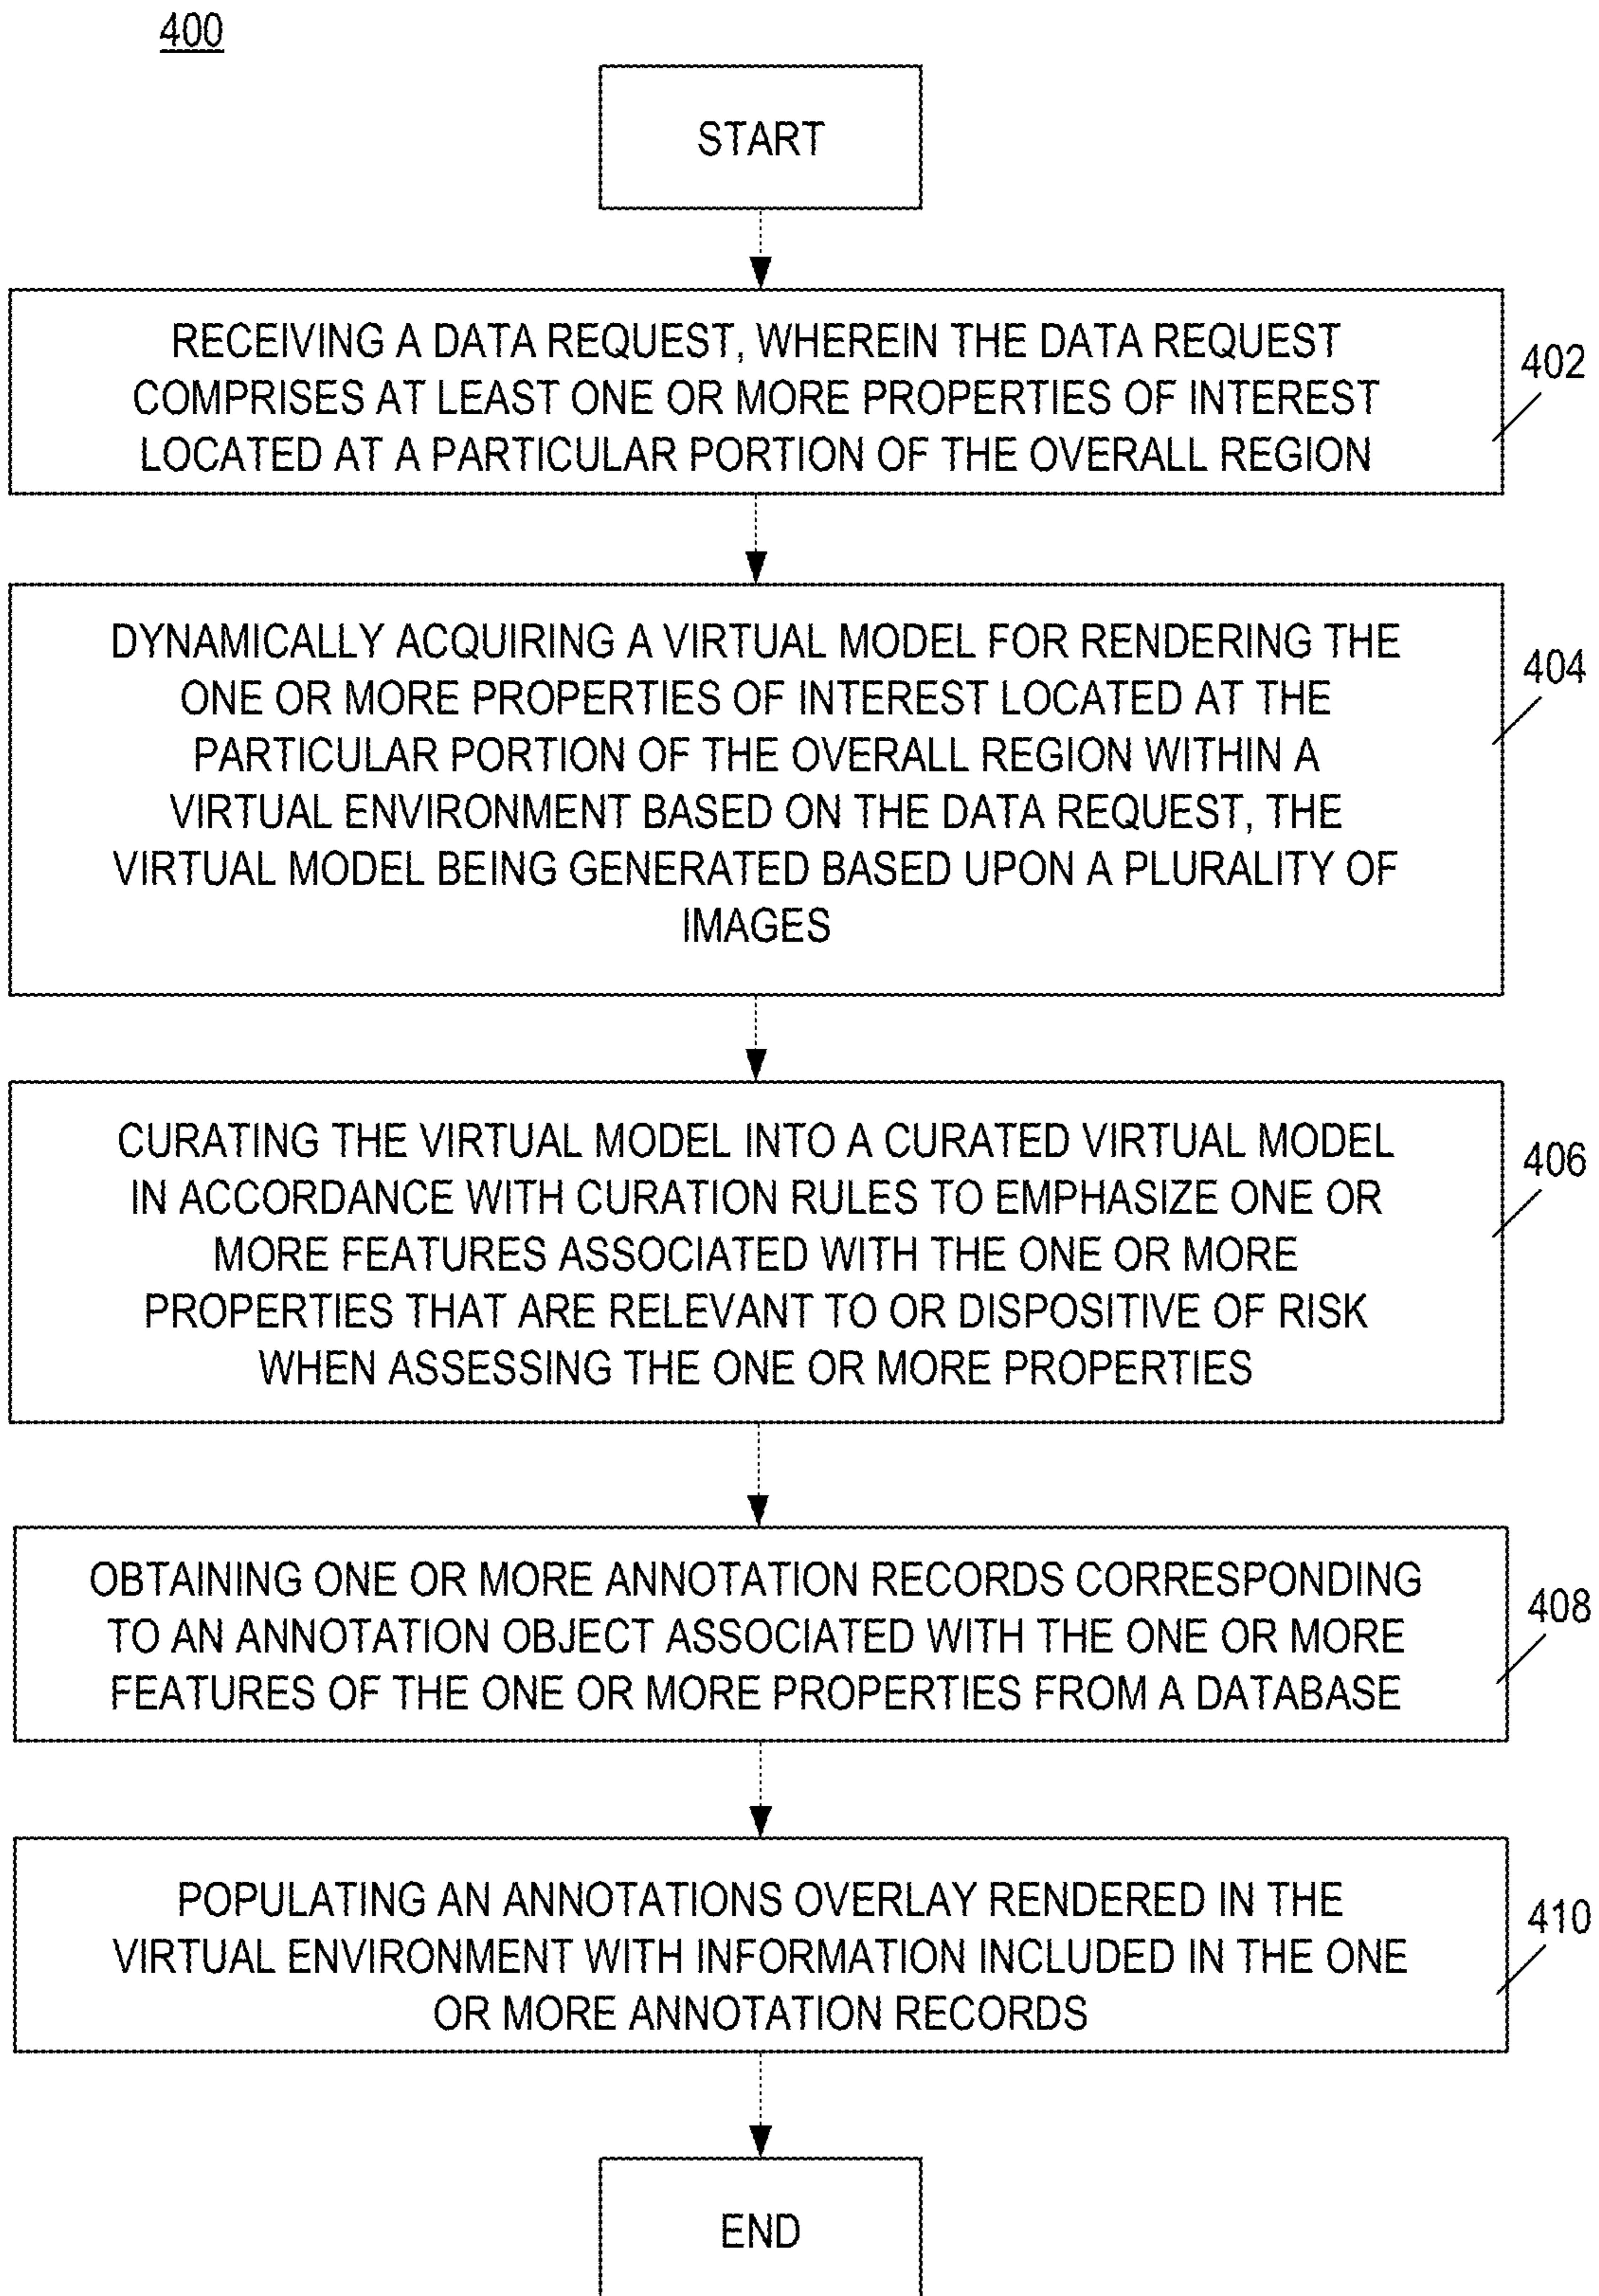 400
START
RECEIVING A DATA REQUEST, WHEREIN THE DATA REQUEST
COMPRISES AT LEAST ONE OR MORE PROPERTIES OF INTEREST
LOCATED AT A PARTICULAR PORTION OF THE OVERALL REGION
402
DYNAMICALLY ACQUIRING A VIRTUAL MODEL FOR RENDERING THE
ONE OR MORE PROPERTIES OF INTEREST LOCATED AT THE
PARTICULAR PORTION OF THE OVERALL REGION WITHIN A
VIRTUAL ENVIRONMENT BASED ON THE DATA REQUEST, THE
VIRTUAL MODEL BEING GENERATED BASED UPON A PLURALITY OF
IMAGES
404
CURATING THE VIRTUAL MODEL INTO A CURATED VIRTUAL MODEL
IN ACCORDANCE WITH CURATION RULES TO EMPHASIZE ONE OR
MORE FEATURES ASSOCIATED WITH THE ONE OR MORE
PROPERTIES THAT ARE RELEVANT TO OR DISPOSITIVE OF RISK
WHEN ASSESSING THE ONE OR MORE PROPERTIES
406
OBTAINING ONE OR MORE ANNOTATION RECORDS CORRESPONDING
TO AN ANNOTATION OBJECT ASSOCIATED WITH THE ONE OR MORE
FEATURES OF THE ONE OR MORE PROPERTIES FROM A DATABASE
408
POPULATING AN ANNOTATIONS OVERLAY RENDERED IN THE
VIRTUAL ENVIRONMENT WITH INFORMATION INCLUDED IN THE ONE
OR MORE ANNOTATION RECORDS
410
END